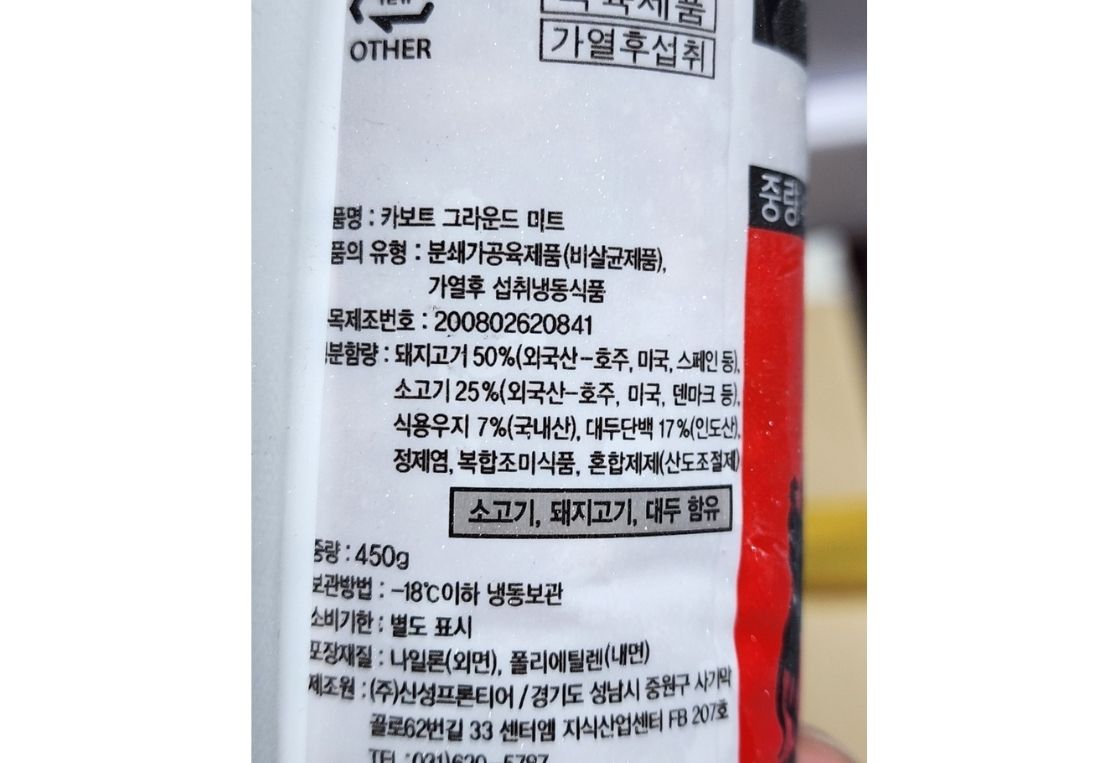 OTHER
가열후섭취
중량
품명 : 카보트 그라운드 미트
품의 유형 : 분쇄가공육제품(비살균제품),
가열후 섭취냉동식품
목제조번호 : 200802620841
돼지고기 50%(외국산-호주, 미국, 스페인 등),
소고기 25%(외국산-호주, 미국, 덴마크 등),
식용우지 7%(국내산), 대두단백 17%(인도산),
정제염, 복합조미식품, 혼합제제(산도조절제)
소고기, 돼지고기, 대두 함유
중량 : 450g
보관방법 : -18℃이하 냉동보관
소비기한 : 별도 표시
포장재질 : 나일론(외면), 폴리에틸렌(내면)
제조원 : (주)신성프론티어 / 경기도 성남시 중원구 사기막
골로62번길 33 센터엠 지식산업센터 FB 207호
TEL : 031)620-5787